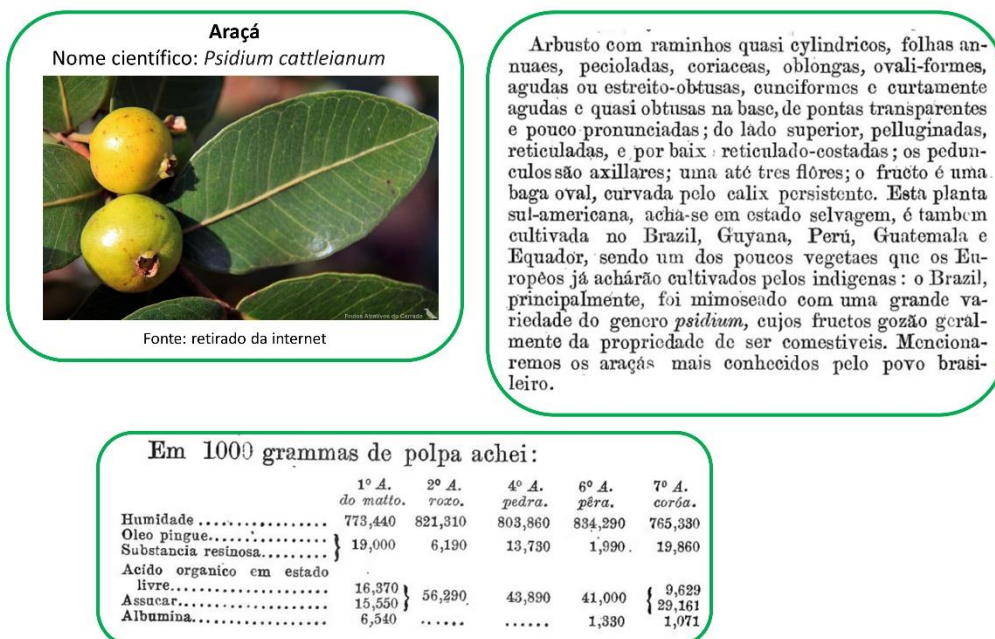 Araçá
Nome científico: Psidium cattleianum
Frutos Atrativos do Cerrado
Fonte: retirado da internet
Arbusto com raminhos quasi cylindricos, folhas an-
nuaes, pecioladas, coriaceas, oblongas, ovali-formes,
agudas ou estreito-obtusas, cunciformes e curtamente
agudas e quasi obtusas na base, de pontas transparentes
e pouco pronunciadas; do lado superior, pelluginadas,
reticuladas, e por baix reticulado-costadas; os pedun-
culos são axillares; uma até tres flôres; o fructo é uma
baga oval, curvada pelo calix persistente. Esta planta
sul-americana, acha-se em estado selvagem, é tambem
cultivada no Brazil, Guyana, Perú, Guatemala e
Equador, sendo um dos poucos vegetaes que os Eu-
ropêos já achárão cultivados pelos indigenas: o Brazil,
principalmente, foi mimoseado com uma grande va-
riedade do genero psidium, cujos fructos gozão geral-
mente da propriedade de ser comestiveis. Menciona-
remos os araçás mais conhecidos pelo povo brasi-
leiro.
Em 1000 grammas de polpa achei:
1º A. 2º A. 4º A. 6º A. 7º A.
do matto. roxo. pedra. pêra. corôa.
Humidade ................ 773,440 821,310 803,860 834,290 765,330
Oleo pingue................
Substancia resinosa......... } 19,000 6,190 13,730 1,990. 19,860
Acido organico em estado
livre...................... 16,370 9,629
Assucar.................... 15,550 } 56,290 43,890 41,000 { 29,161
Albumina.................. 6,540 ...... ...... 1,330 1,071